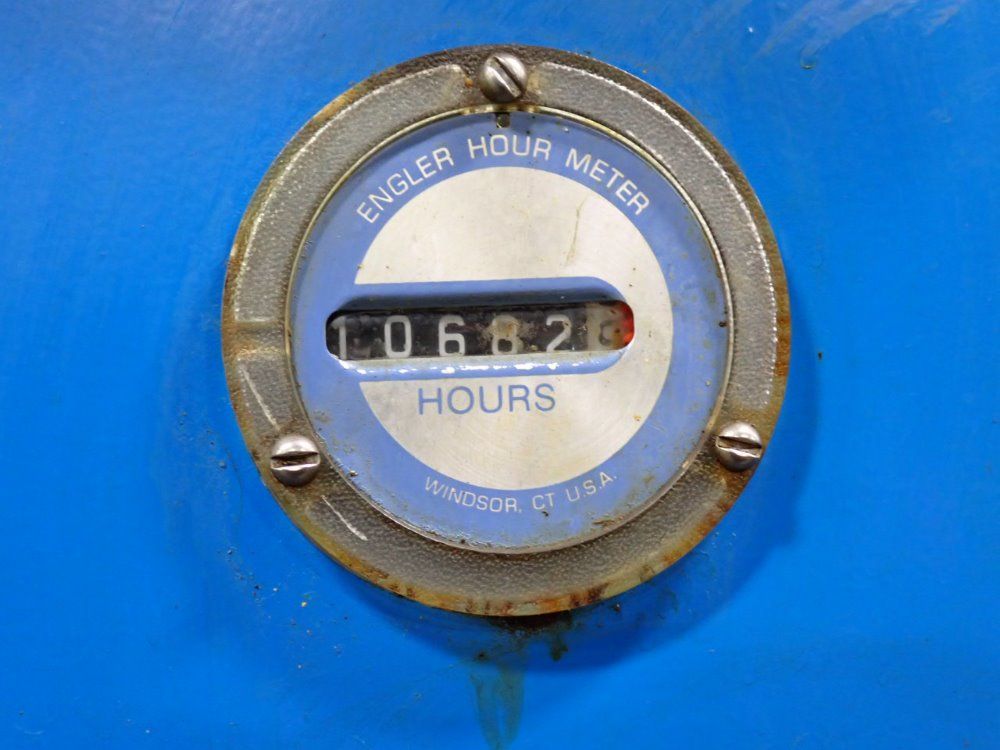 ENGLER HOUR METER
10682
HOURS
WINDSOR, CT U.S.A.